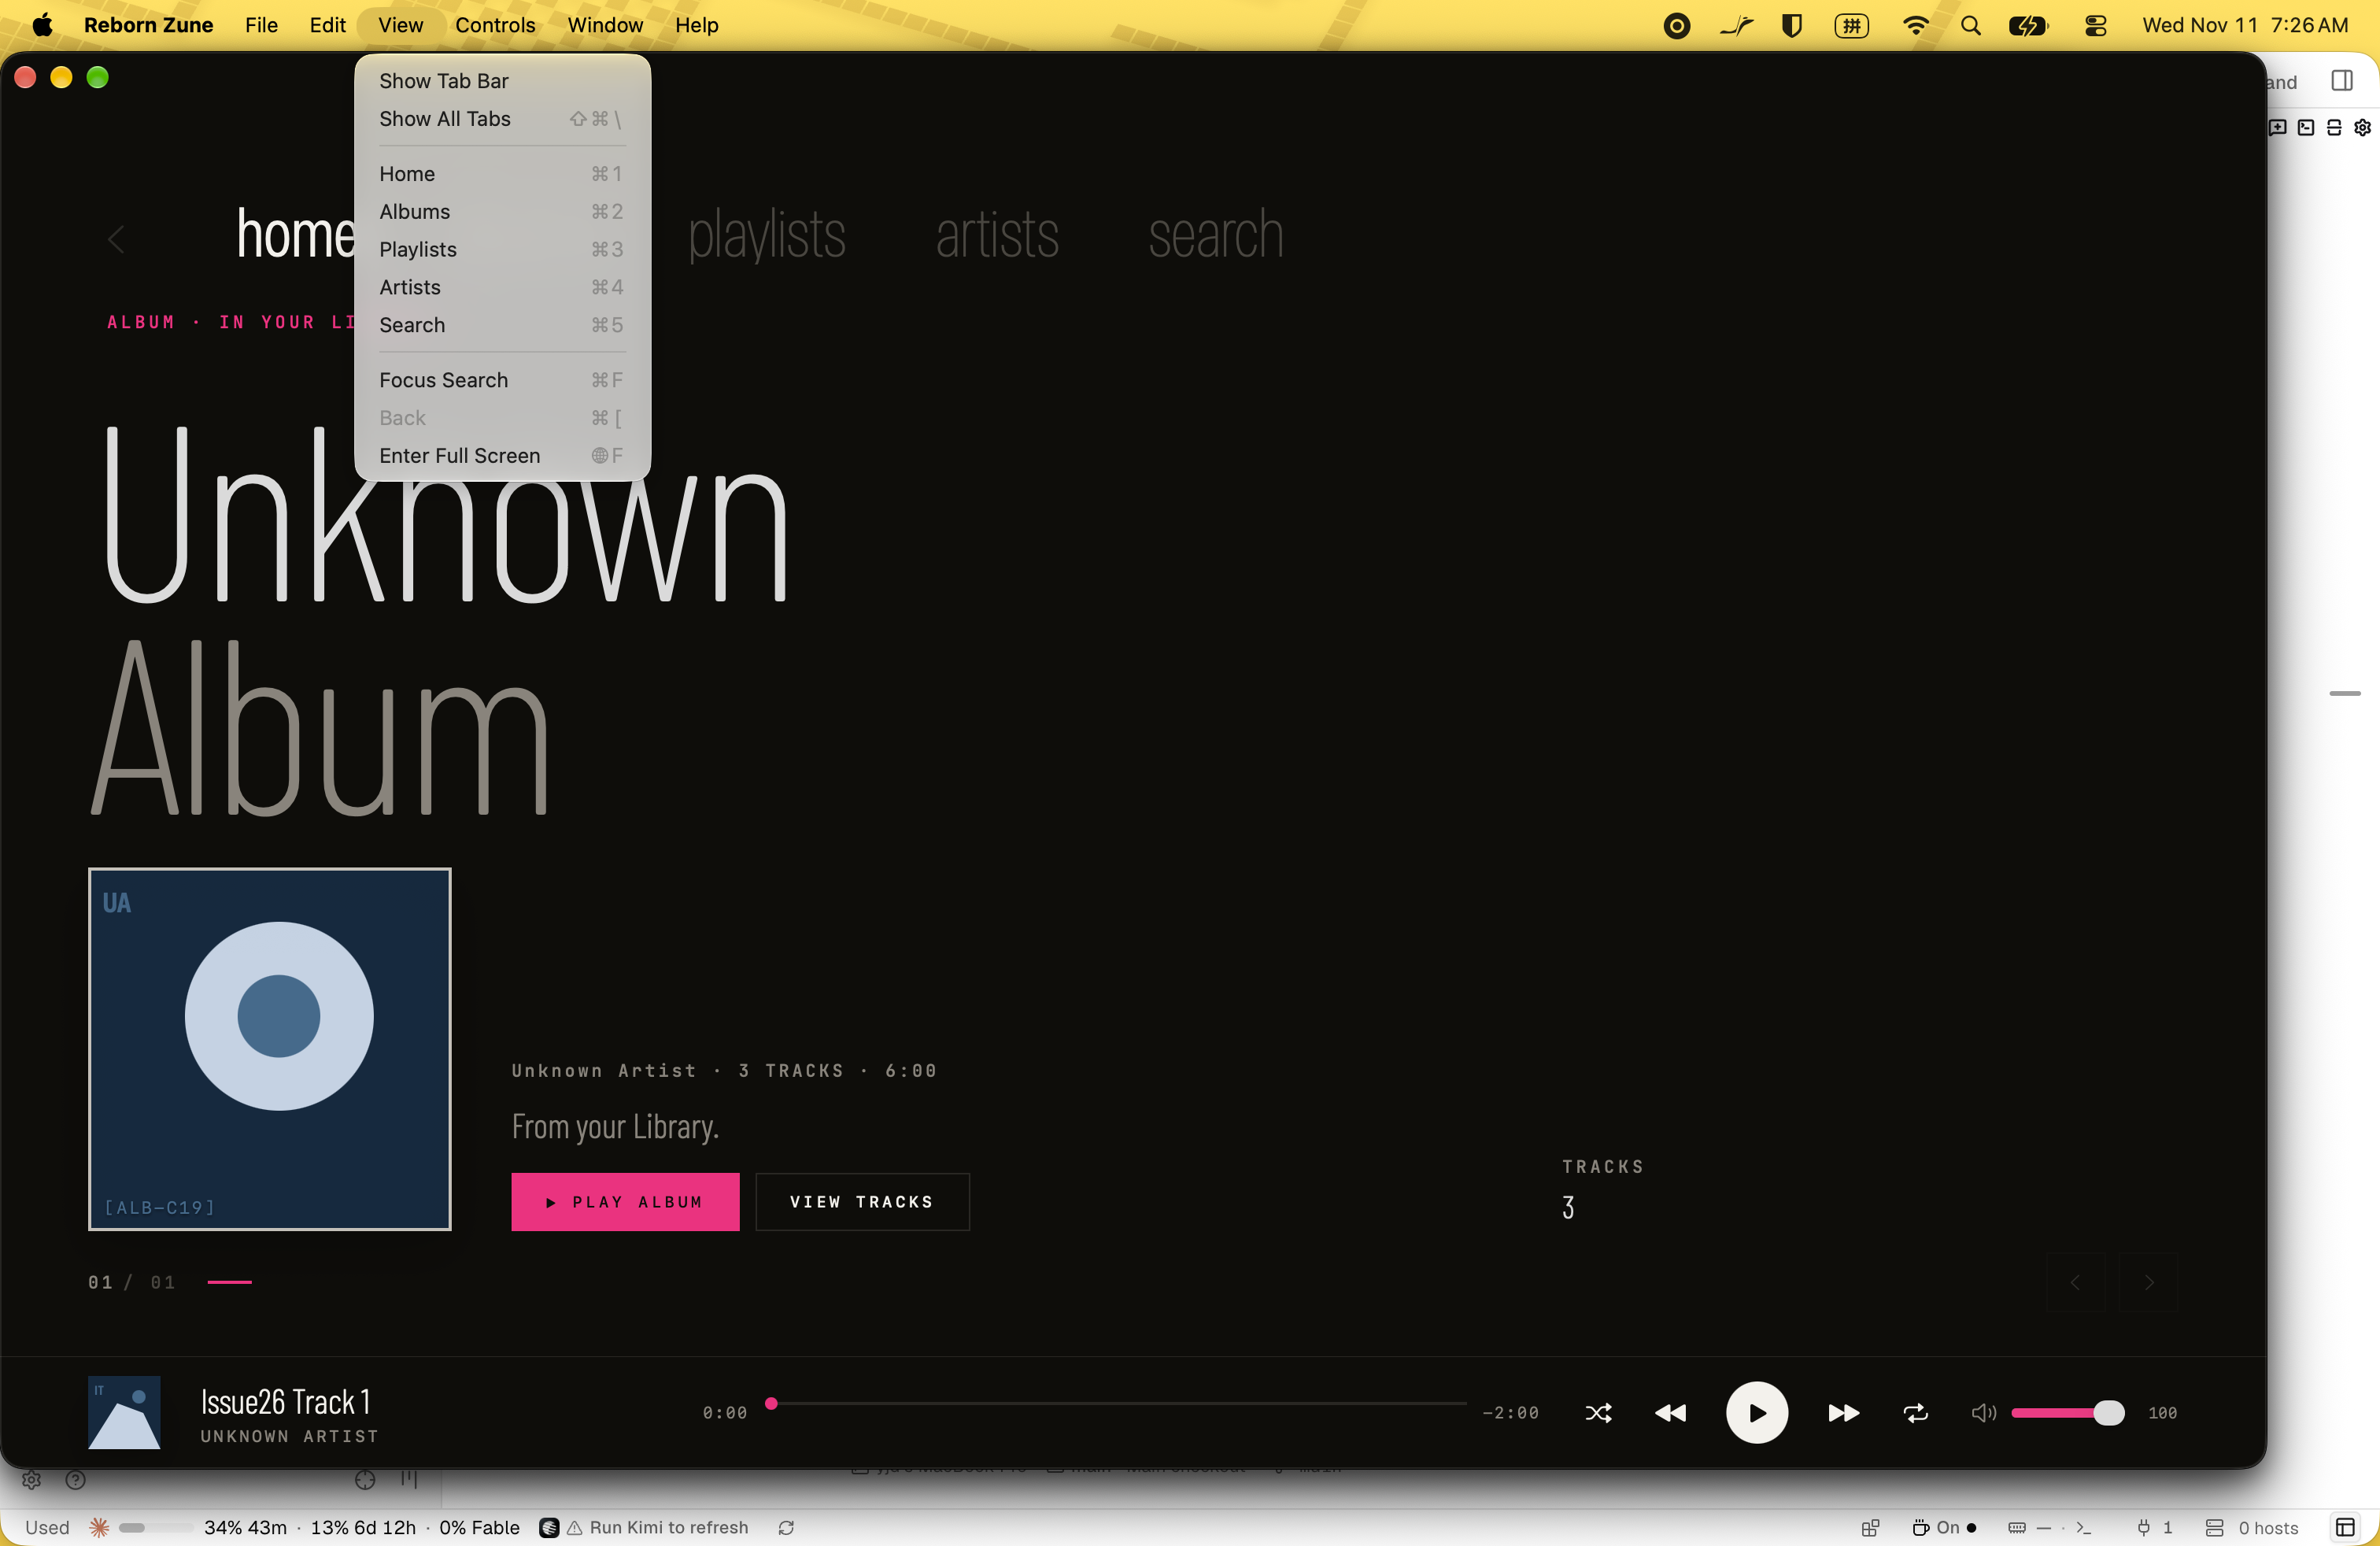 Reborn Zune File Edit View Controls Window Help
拼 Wed Nov 11 7:26 AM
and
Show Tab Bar
Show All Tabs ⇧⌘\
Home ⌘1
Albums ⌘2
Playlists ⌘3
Artists ⌘4
Search ⌘5
Focus Search ⌘F
Back ⌘[
Enter Full Screen F
home playlists artists search
ALBUM · IN YOUR LI
Unknown
Album
UA
[ALB-C19]
Unknown Artist · 3 TRACKS · 6:00
From your Library.
▶ PLAY ALBUM VIEW TRACKS
TRACKS
3
01 / 01
IT
Issue26 Track 1
UNKNOWN ARTIST
0:00 -2:00 100
Used 34% 43m · 13% 6d 12h · 0% Fable Run Kimi to refresh On 1 0 hosts